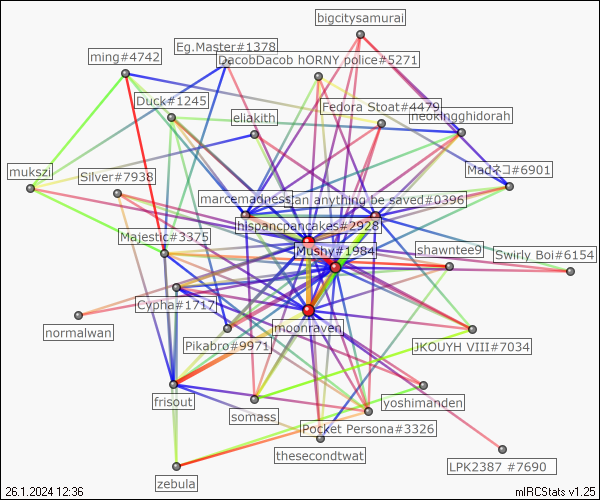 bigcitysamurai
Eg.Master#1378
ming#4742
DacobDacob hORNY police#5271
Duck#1245
Fedora Stoat#4479
neokingghidorah
eliakith
mukszi
Silver#7938
Madネコ#6901
marcemadness
an anything be saved#0396
hispancpancakes#2928
Majestic#3375
Mushy#1984
shawntee9
Swirly Boi#6154
Cypha#1717
normalwan
moonraven
Pikabro#9971
JKOUYH VIII#7034
frisout
somass
yoshimanden
Pocket Persona#3326
thesecondtwat
LPK2387 #7690
zebula
26.1.2024 12:36
mIRCStats v1.25